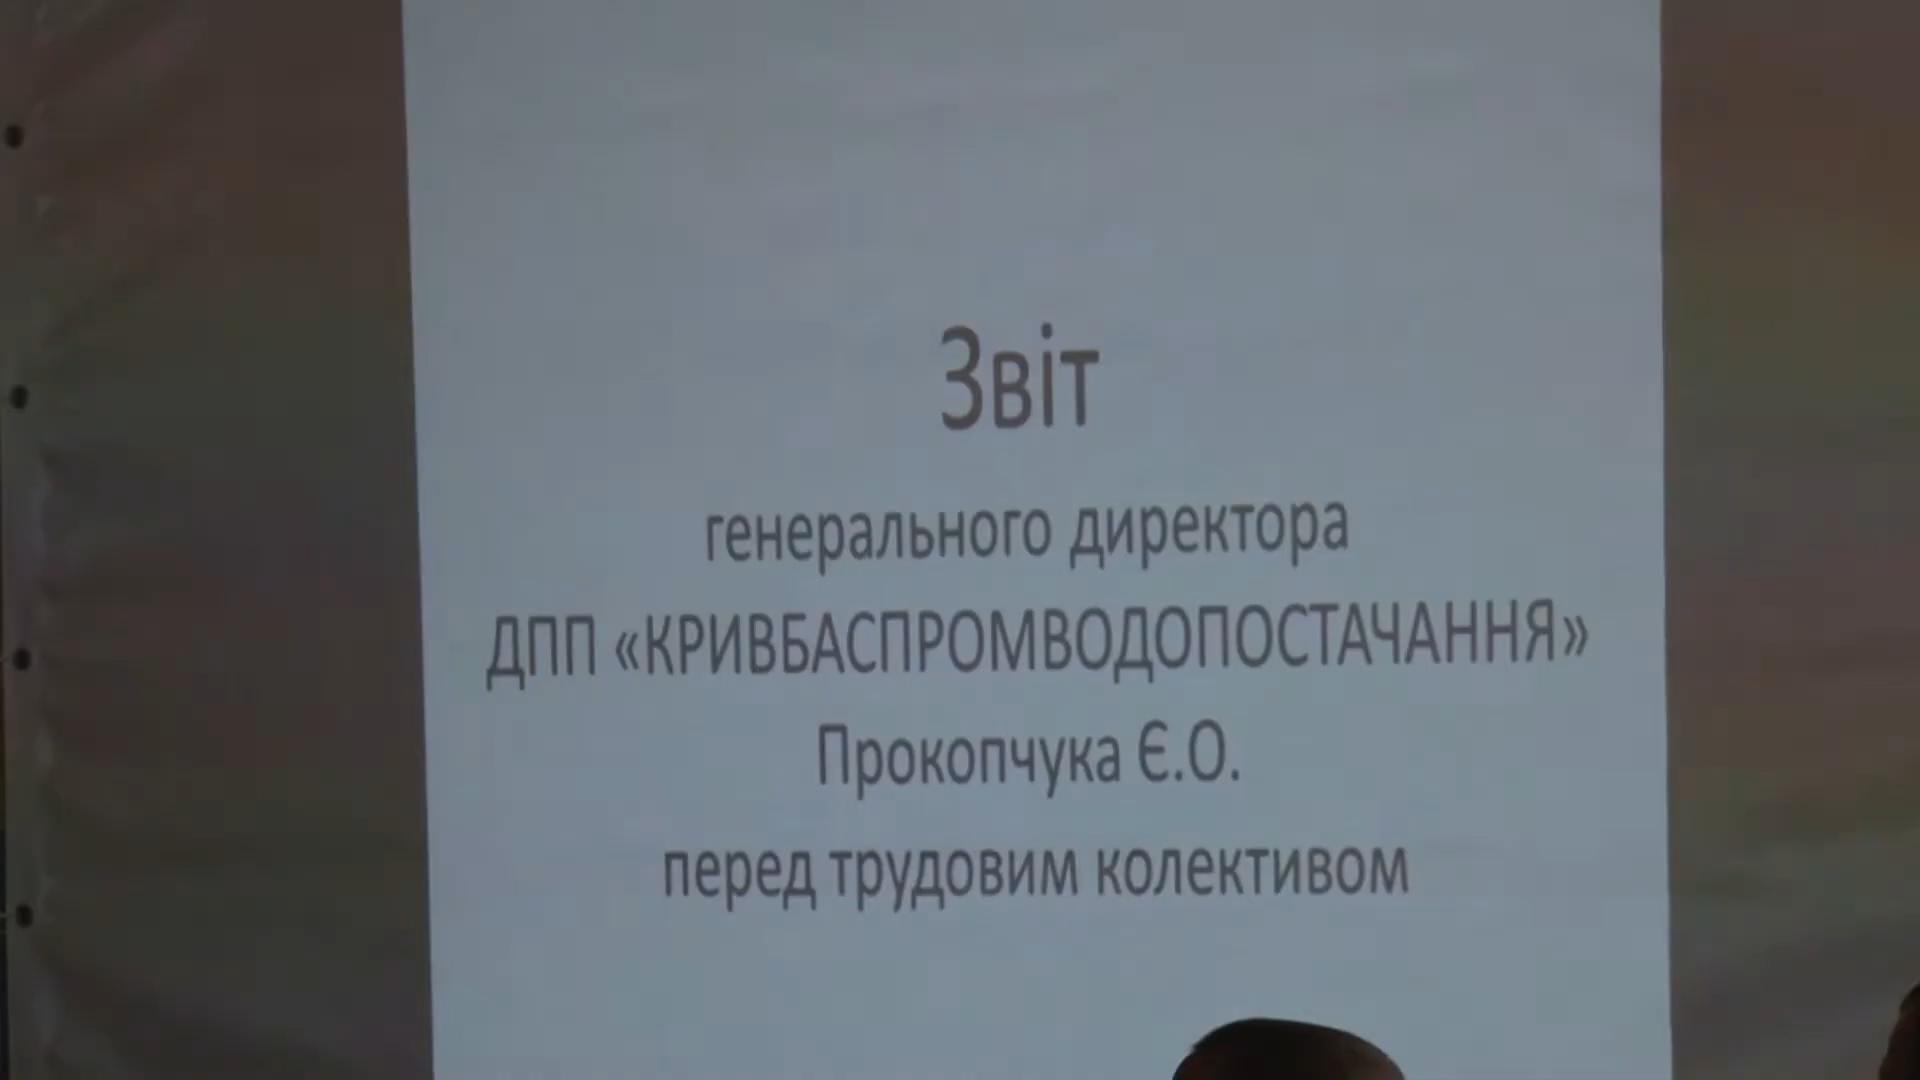 Звіт
генерального директора
ДПП «КРИВБАСПРОМВОДОПОСТАЧАННЯ»
Прокопчука Є.О.
перед трудовим колективом